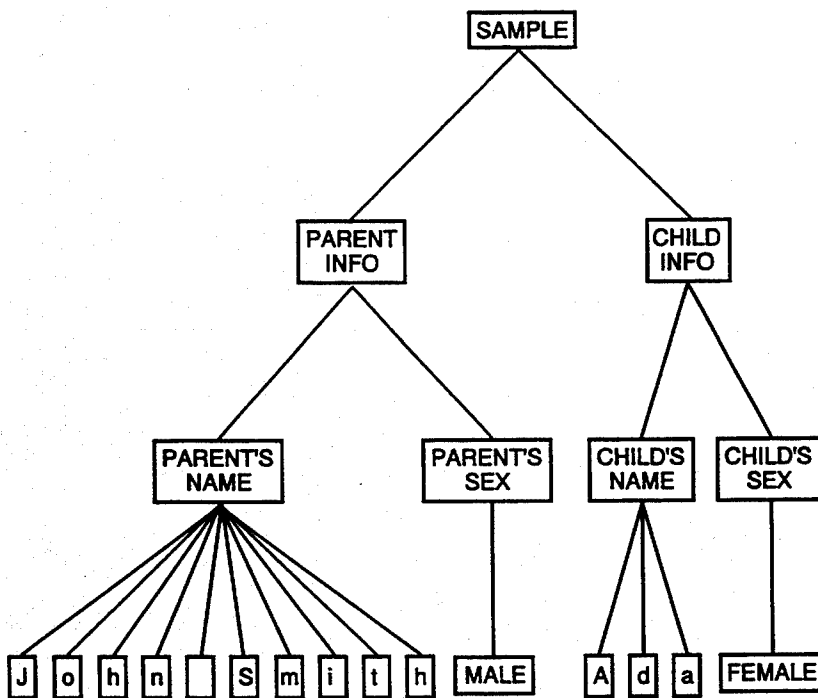 SAMPLE
PARENT
INFO
CHILD
INFO
PARENT'S
NAME
PARENT'S
SEX
CHILD'S
NAME
CHILD'S
SEX
J o h n S m i t h
MALE
A d a
FEMALE